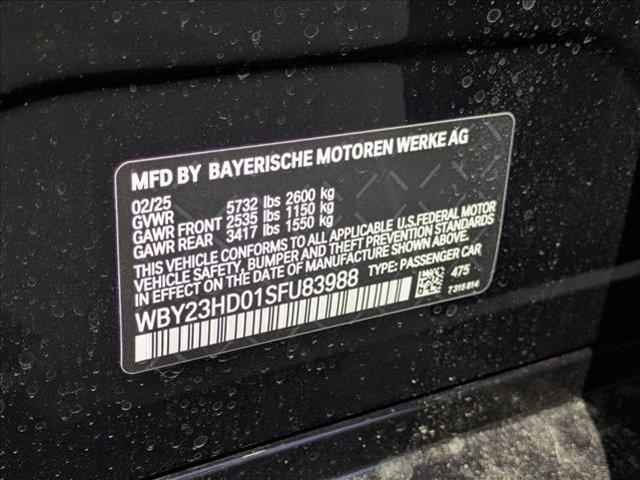 MFD BY BAYERISCHE MOTOREN WERKE AG
02/25
GVWR 5732 lbs 2600 kg
GAWR FRONT 2535 lbs 1150 kg
GAWR REAR 3417 lbs 1550 kg
THIS VEHICLE CONFORMS TO ALL APPLICABLE U.S.FEDERAL MOTOR
VEHICLE SAFETY, BUMPER AND THEFT PREVENTION STANDARDS
IN EFFECT ON THE DATE OF MANUFACTURE SHOWN ABOVE.
WBY23HD01SFU83988 TYPE: PASSENGER CAR
475
7 315 814